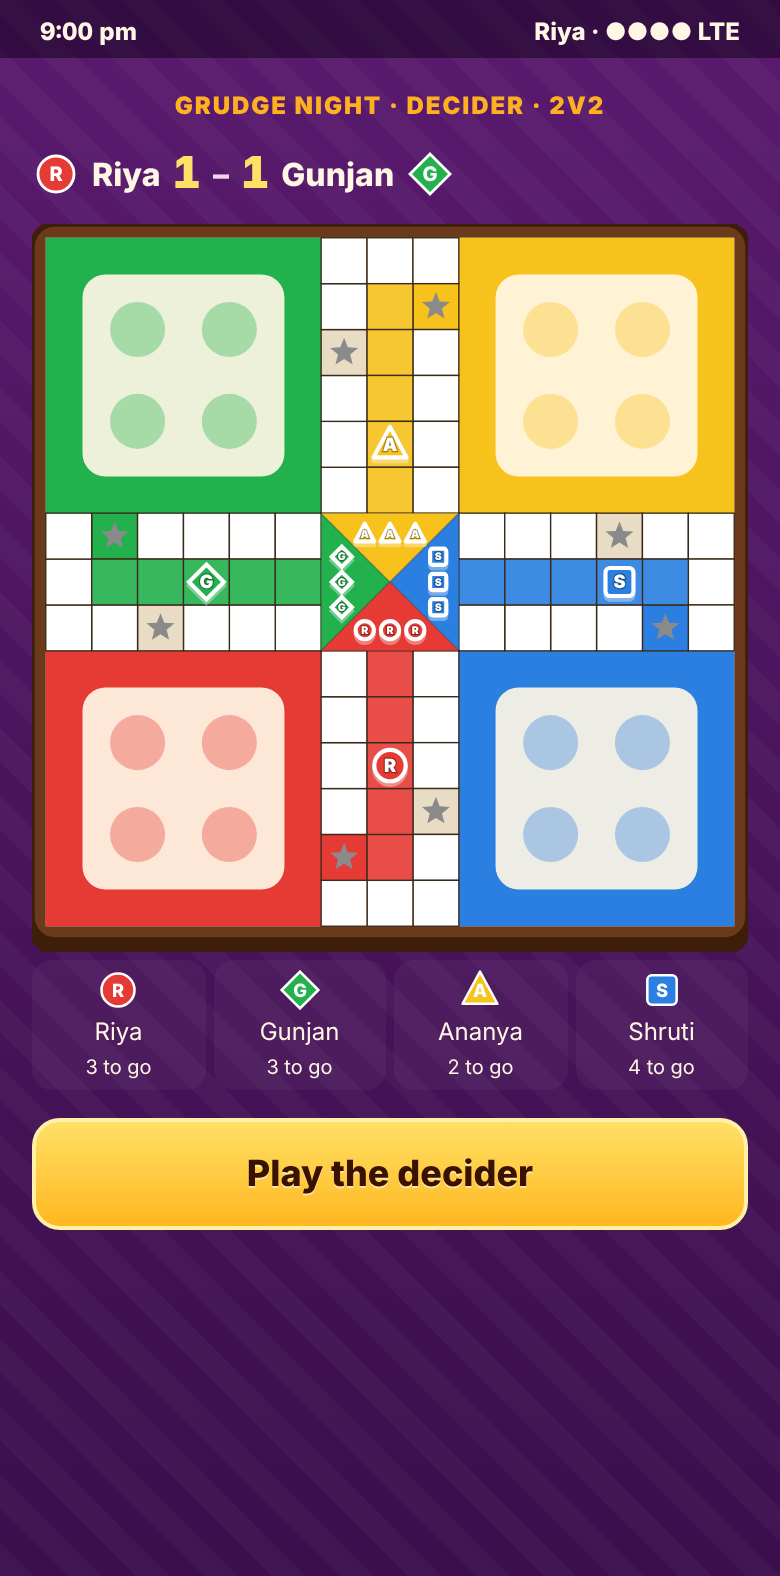 9:00 pm
Riya · ●●●● LTE
GRUDGE NIGHT · DECIDER · 2V2
R Riya 1 – 1 Gunjan G
A
A A A
G S
G G S S
G S
R R R
R
R G A S
Riya Gunjan Ananya Shruti
3 to go 3 to go 2 to go 4 to go
Play the decider